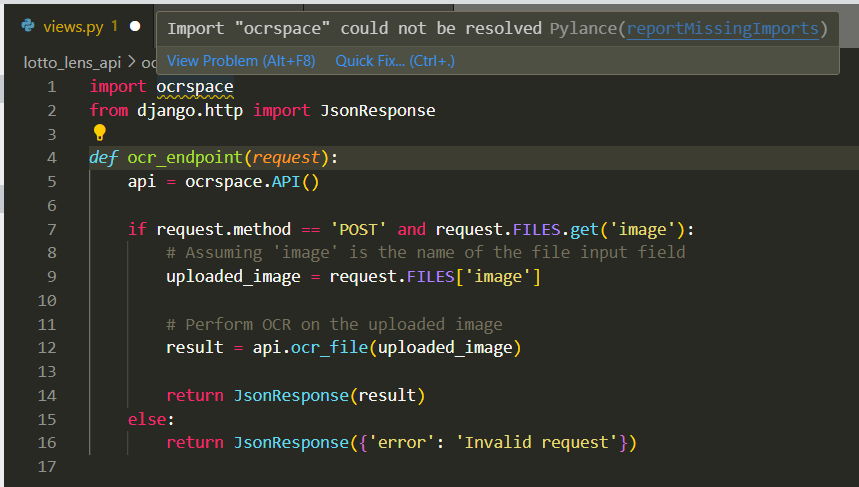 views.py 1
Import "ocrspace" could not be resolved Pylance(reportMissingImports)
View Problem (Alt+F8) Quick Fix... (Ctrl+.)
lotto_lens_api > oc
1 import ocrspace
2 from django.http import JsonResponse
3
4 def ocr_endpoint(request):
5     api = ocrspace.API()
6
7     if request.method == 'POST' and request.FILES.get('image'):
8         # Assuming 'image' is the name of the file input field
9         uploaded_image = request.FILES['image']
10
11         # Perform OCR on the uploaded image
12         result = api.ocr_file(uploaded_image)
13
14         return JsonResponse(result)
15     else:
16         return JsonResponse({'error': 'Invalid request'})
17